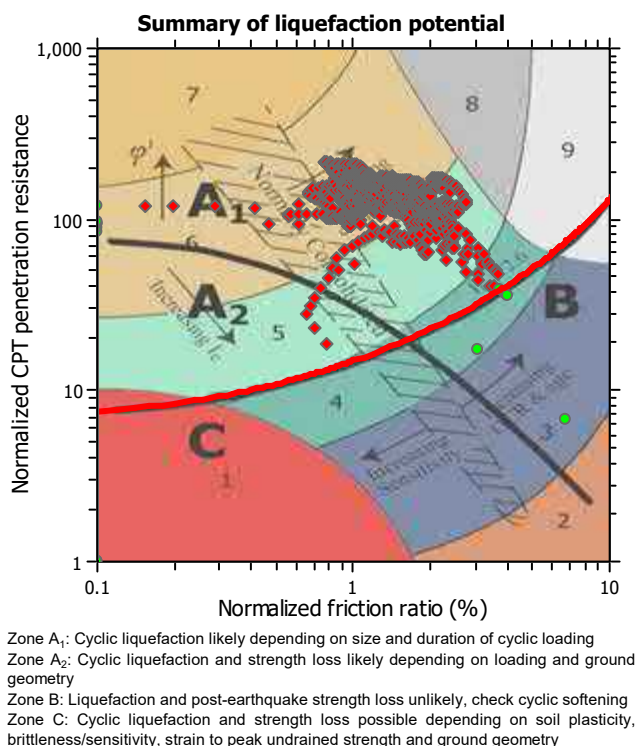 Summary of liquefaction potential
1,000
7
8
9
φ'
A1
100
6
A2
B
Normalized CPT penetration resistance
Increasing Ic
5
10
4
C
Increasing
Sensitivity
3
1
2
1
0.1
1
10
Normalized friction ratio (%)
Zone A1: Cyclic liquefaction likely depending on size and duration of cyclic loading
Zone A2: Cyclic liquefaction and strength loss likely depending on loading and ground
geometry
Zone B: Liquefaction and post-earthquake strength loss unlikely, check cyclic softening
Zone C: Cyclic liquefaction and strength loss possible depending on soil plasticity,
brittleness/sensitivity, strain to peak undrained strength and ground geometry